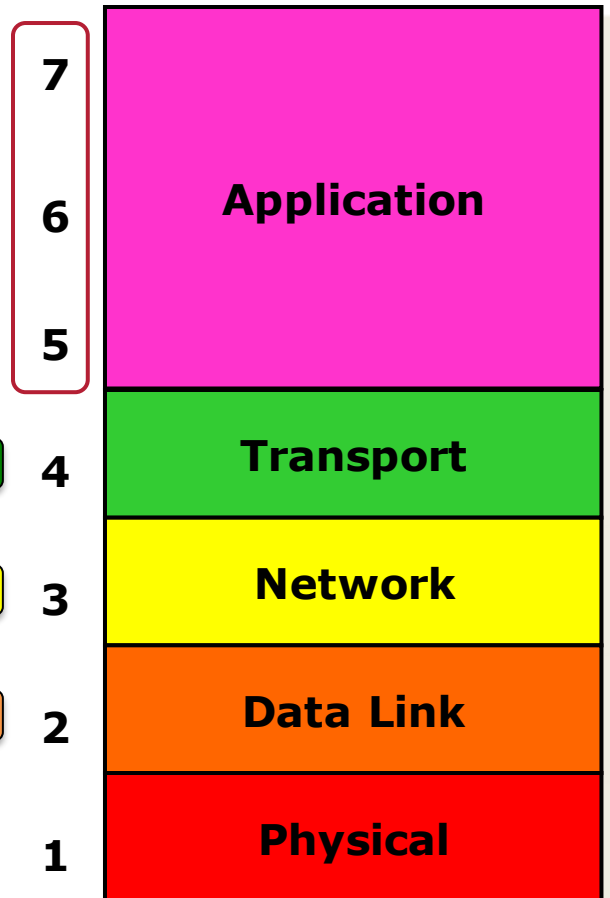 7
6
Application
5
4
Transport
3
Network
2
Data Link
1
Physical